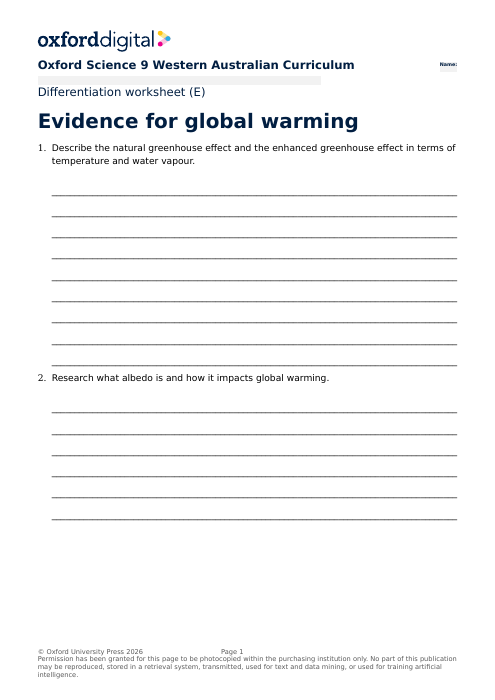 oxforddigital
Oxford Science 9 Western Australian Curriculum
Name:
Differentiation worksheet (E)
Evidence for global warming
1. Describe the natural greenhouse effect and the enhanced greenhouse effect in terms of
temperature and water vapour.
2. Research what albedo is and how it impacts global warming.
© Oxford University Press 2026 Page 1
Permission has been granted for this page to be photocopied within the purchasing institution only. No part of this publication
may be reproduced, stored in a retrieval system, transmitted, used for text and data mining, or used for training artificial
intelligence.